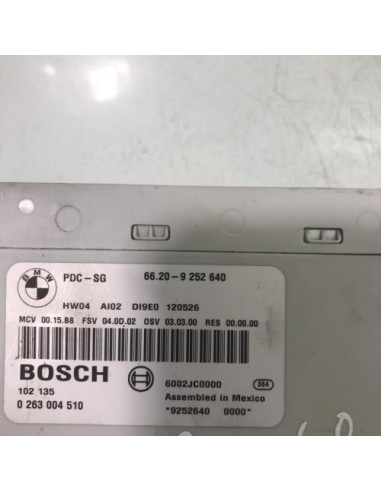 BMW
PDC-SG 66.20-9 252 640
HW04 AI02 DI9E0 120526
MCV 00.15.B8 FSV 04.0D.02 OSV 03.03.00 RES 00.00.00
BOSCH 6002JC0000 864
102 135 Assembled in Mexico
0 263 004 510 *9252640 0000*